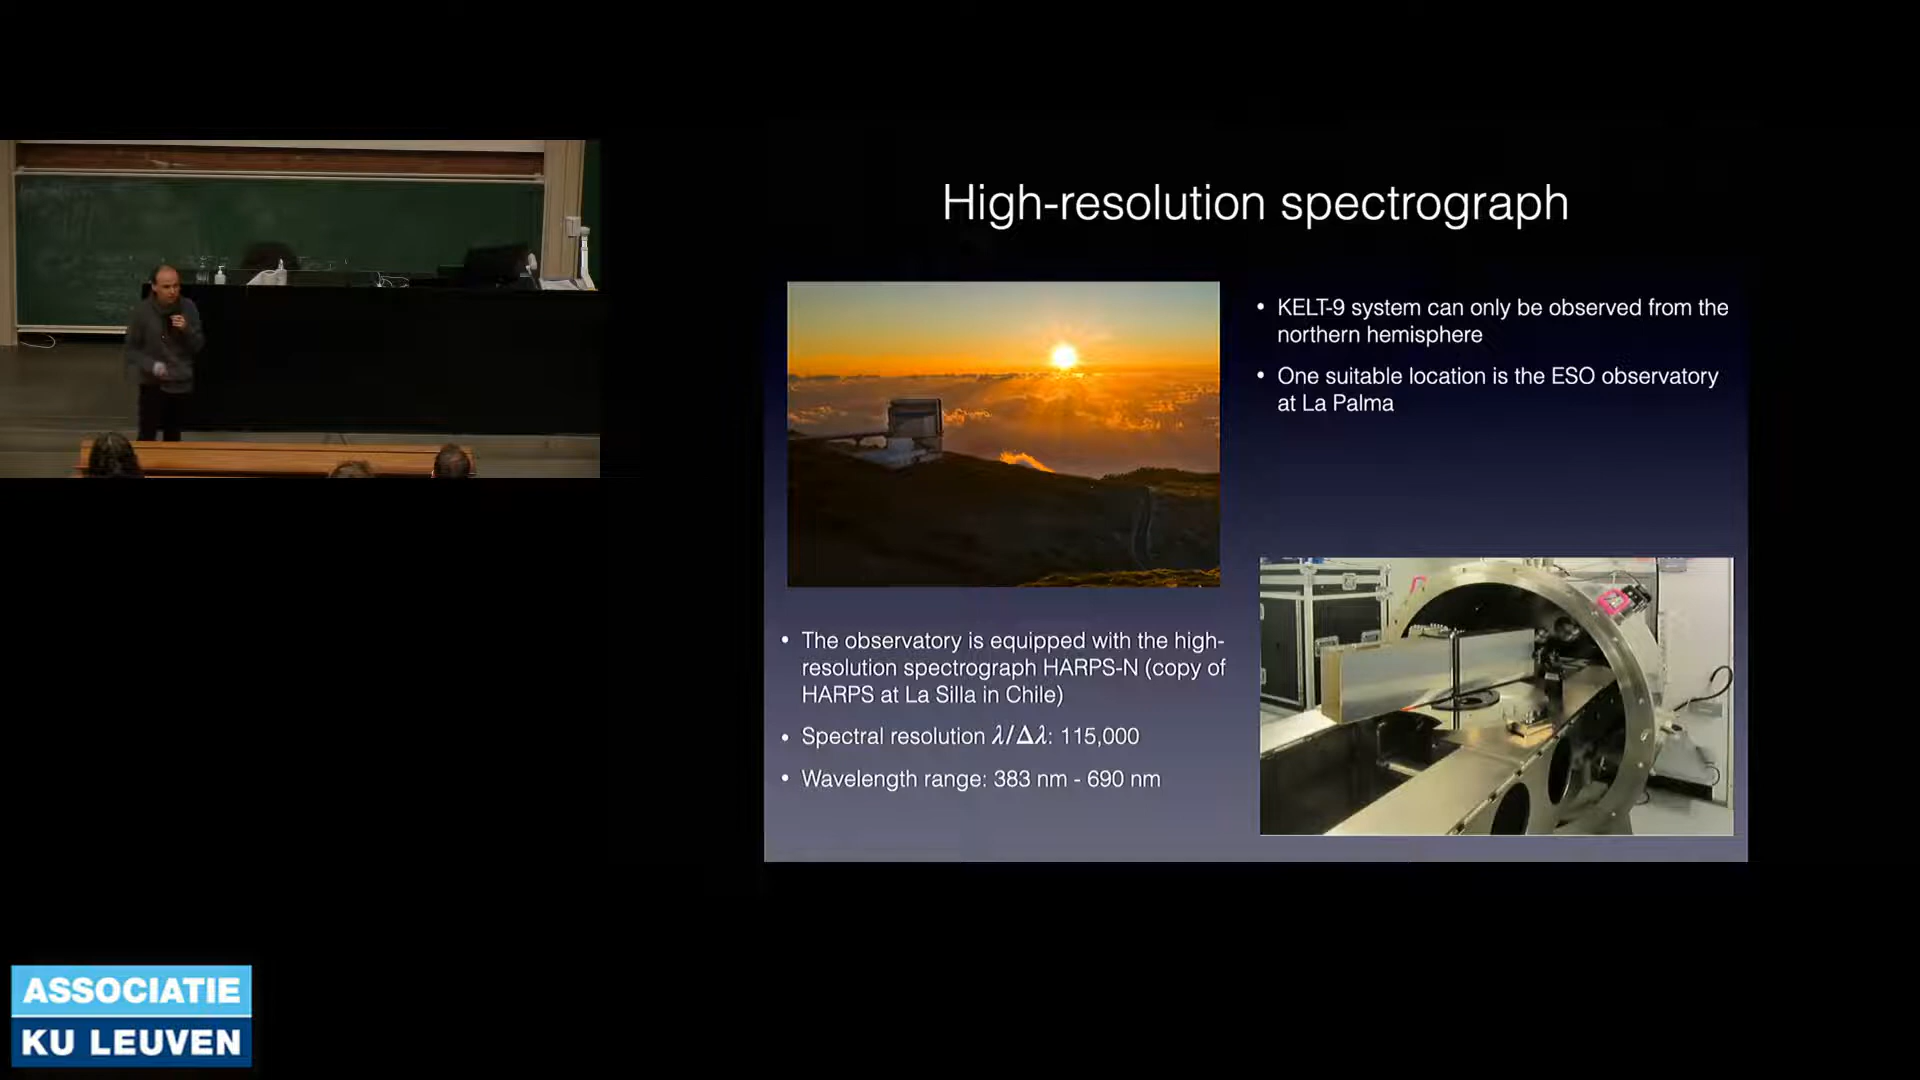 High-resolution spectrograph
• KELT-9 system can only be observed from the
northern hemisphere
• One suitable location is the ESO observatory
at La Palma
• The observatory is equipped with the high-
resolution spectrograph HARPS-N (copy of
HARPS at La Silla in Chile)
• Spectral resolution λ/Δλ: 115,000
• Wavelength range: 383 nm - 690 nm
ASSOCIATIE
KU LEUVEN